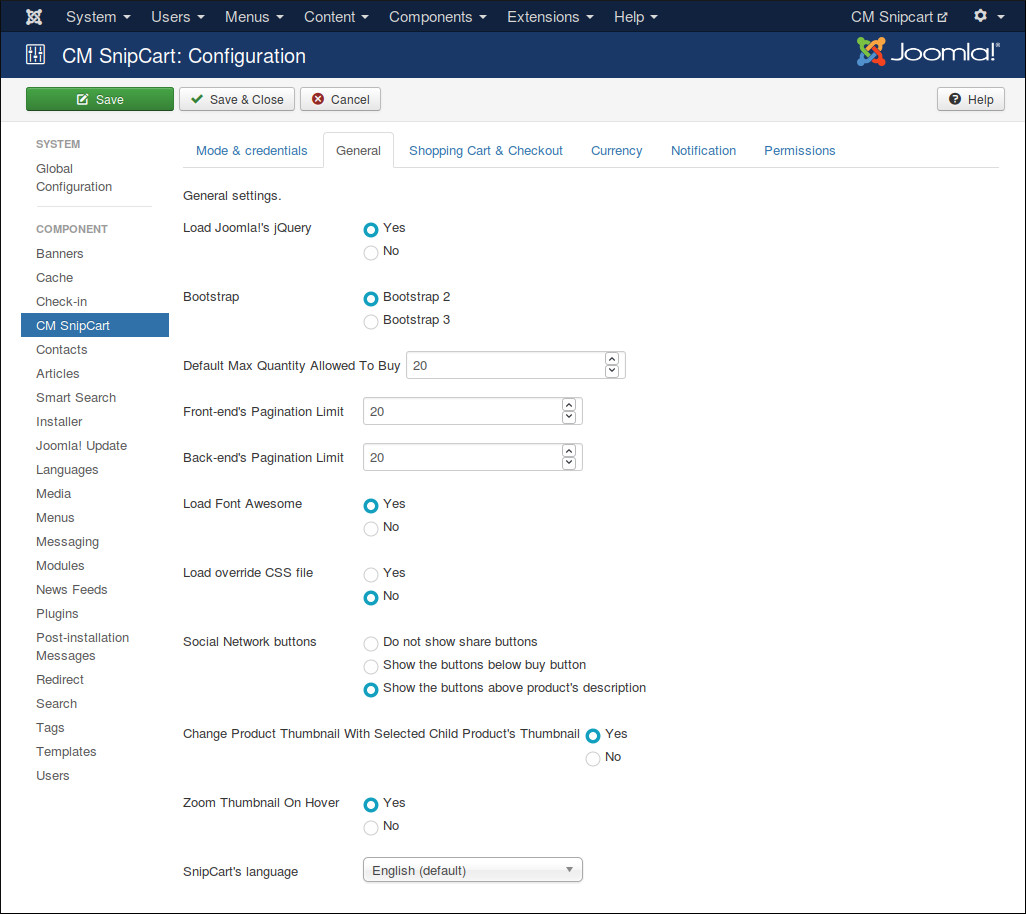 System Users Menus Content Components Extensions Help CM Snipcart
CM SnipCart: Configuration Joomla!®
Save Save & Close Cancel Help
SYSTEM
Global
Configuration
COMPONENT
Banners
Cache
Check-in
CM SnipCart
Contacts
Articles
Smart Search
Installer
Joomla! Update
Languages
Media
Menus
Messaging
Modules
News Feeds
Plugins
Post-installation
Messages
Redirect
Search
Tags
Templates
Users
Mode & credentials General Shopping Cart & Checkout Currency Notification Permissions
General settings.
Load Joomla!'s jQuery Yes
No
Bootstrap Bootstrap 2
Bootstrap 3
Default Max Quantity Allowed To Buy 20
Front-end's Pagination Limit 20
Back-end's Pagination Limit 20
Load Font Awesome Yes
No
Load override CSS file Yes
No
Social Network buttons Do not show share buttons
Show the buttons below buy button
Show the buttons above product's description
Change Product Thumbnail With Selected Child Product's Thumbnail Yes
No
Zoom Thumbnail On Hover Yes
No
SnipCart's language English (default)